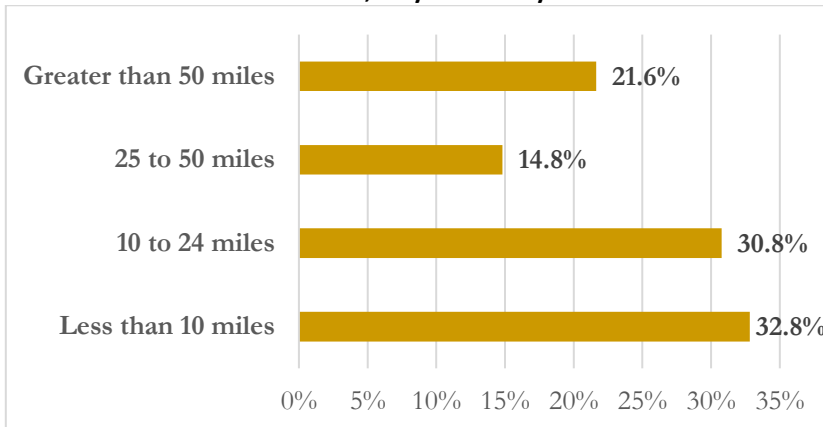 Greater than 50 miles 21.6%
25 to 50 miles 14.8%
10 to 24 miles 30.8%
Less than 10 miles 32.8%
0% 5% 10% 15% 20% 25% 30% 35%